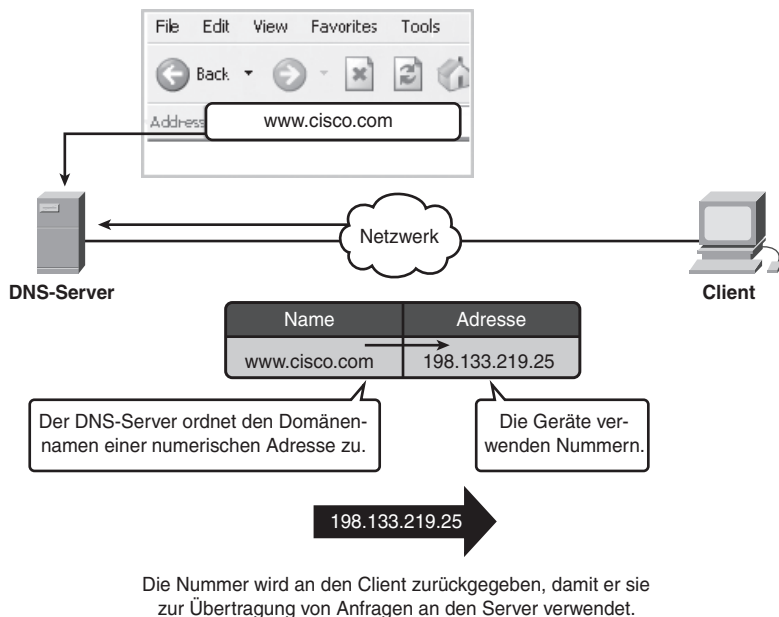 File Edit View Favorites Tools
Back
Address
www.cisco.com
Netzwerk
DNS-Server
Client
Name Adresse
www.cisco.com 198.133.219.25
Der DNS-Server ordnet den Domänen-
namen einer numerischen Adresse zu.
Die Geräte ver-
wenden Nummern.
198.133.219.25
Die Nummer wird an den Client zurückgegeben, damit er sie
zur Übertragung von Anfragen an den Server verwendet.